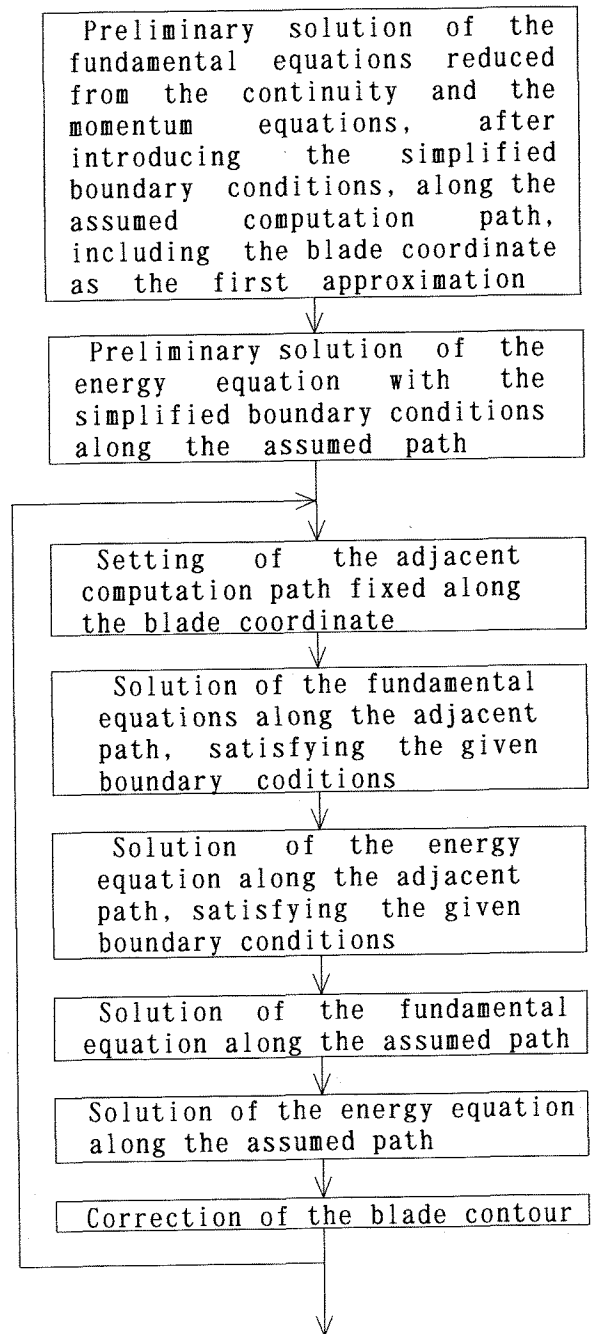 Preliminary solution of the
fundamental equations reduced
from the continuity and the
momentum equations, after
introducing the simplified
boundary conditions, along the
assumed computation path,
including the blade coordinate
as the first approximation
Preliminary solution of the
energy equation with the
simplified boundary conditions
along the assumed path
Setting of the adjacent
computation path fixed along
the blade coordinate
Solution of the fundamental
equations along the adjacent
path, satisfying the given
boundary coditions
Solution of the energy
equation along the adjacent
path, satisfying the given
boundary conditions
Solution of the fundamental
equation along the assumed path
Solution of the energy equation
along the assumed path
Correction of the blade contour